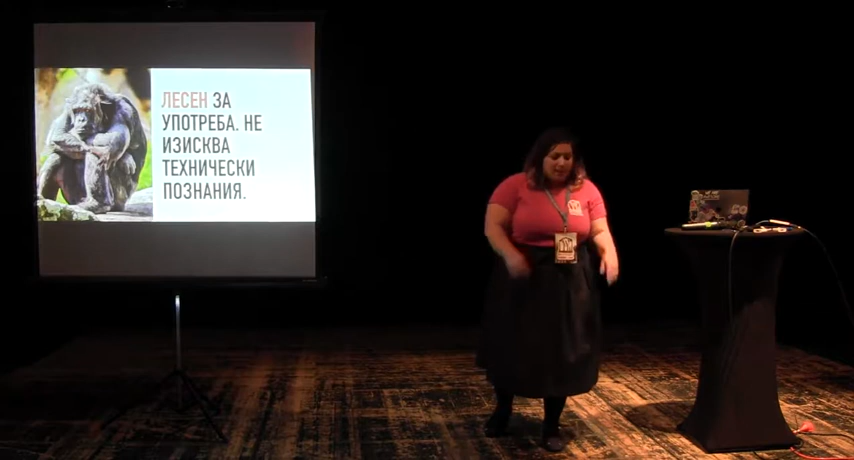 ЛЕСЕН ЗА
УПОТРЕБА. НЕ
ИЗИСКВА
ТЕХНИЧЕСКИ
ПОЗНАНИЯ.